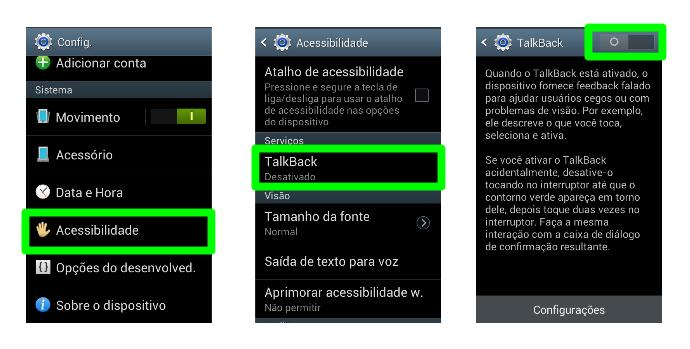 Config.
Adicionar conta
Sistema
Movimento
Acessório
Data e Hora
Acessibilidade
Opções do desenvolved.
Sobre o dispositivo
Acessibilidade
Atalho de acessibilidade
Pressione e segure a tecla de
liga/desliga para usar o atalho
de acessibilidade nas opções
do dispositivo
Serviços
TalkBack
Desativado
Visão
Tamanho da fonte
Normal
Saída de texto para voz
Aprimorar acessibilidade w.
Não permitir
TalkBack
Quando o TalkBack está ativado, o
dispositivo fornece feedback falado
para ajudar usuários cegos ou com
problemas de visão. Por exemplo,
ele descreve o que você toca,
seleciona e ativa.
Se você ativar o TalkBack
acidentalmente, desative-o
tocando no interruptor até que o
contorno verde apareça em torno
dele, depois toque duas vezes no
interruptor. Faça a mesma
interação com a caixa de diálogo
de confirmação resultante.
Configurações